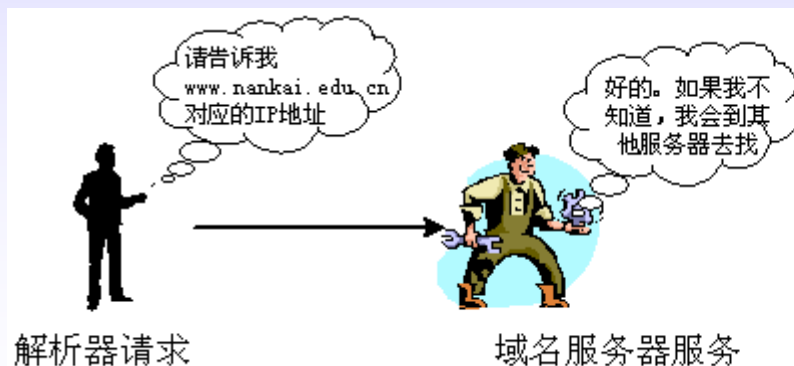 请告诉我
www.nankai.edu.cn
对应的IP地址
好的。如果我不
知道，我会到其
他服务器去找
解析器请求
域名服务器服务